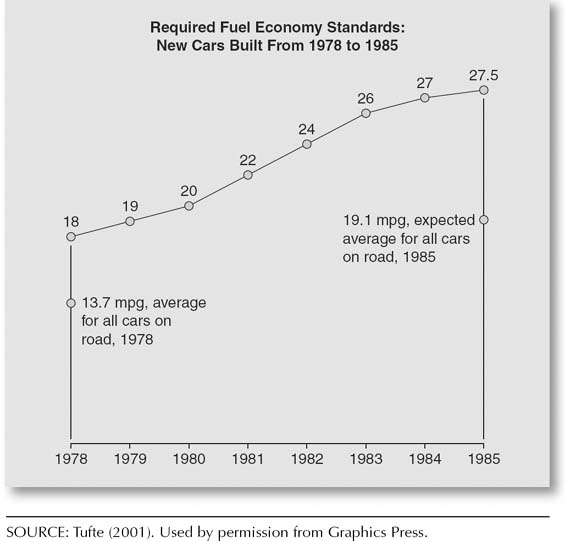 Required Fuel Economy Standards:
New Cars Built From 1978 to 1985
27.5
27
26
24
22
20
19
18
19.1 mpg, expected
average for all cars
on road, 1985
13.7 mpg, average
for all cars on
road, 1978
1978 1979 1980 1981 1982 1983 1984 1985
SOURCE: Tufte (2001). Used by permission from Graphics Press.